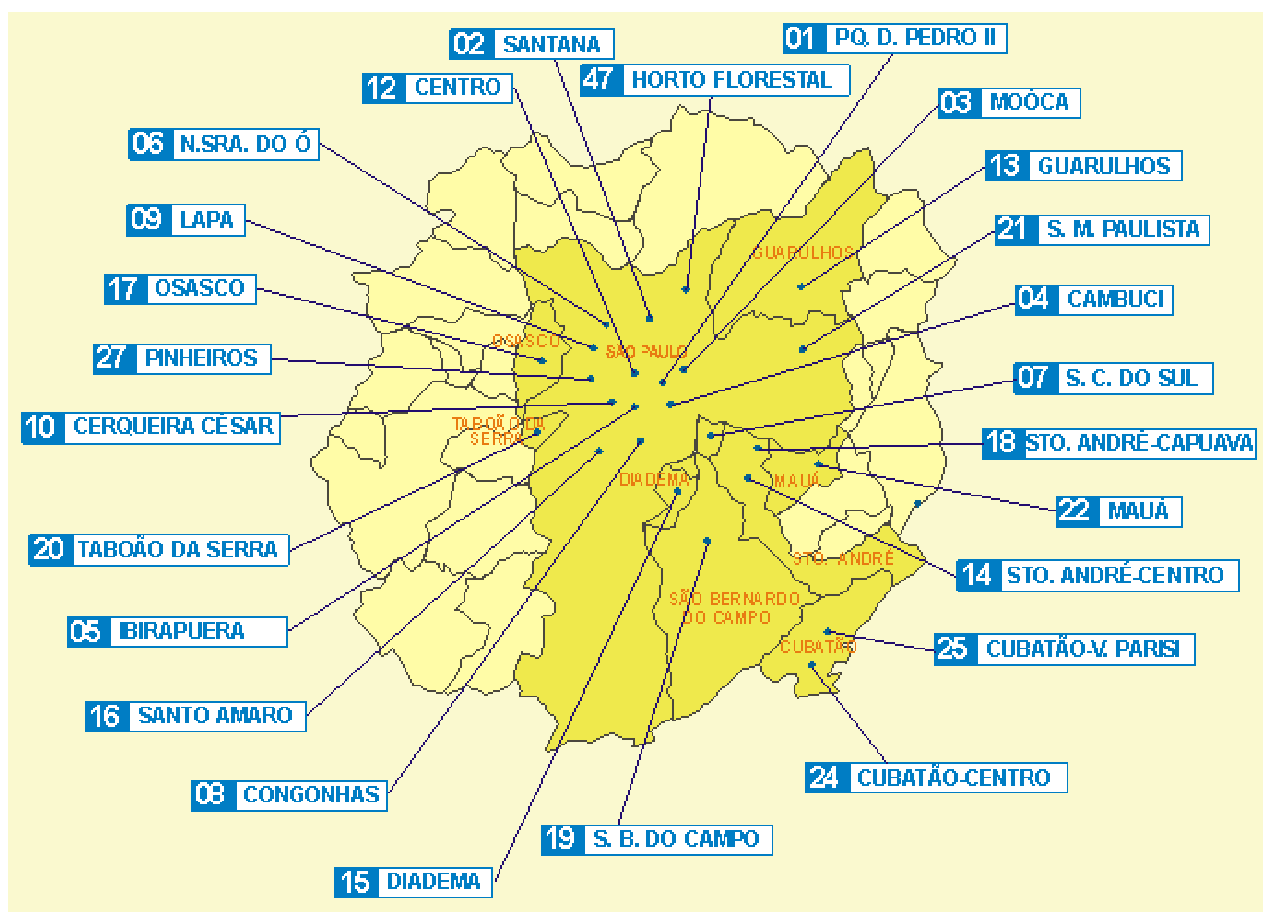 01 PQ. D. PEDRO II
02 SANTANA
47 HORTO FLORESTAL
12 CENTRO
03 MOÓCA
06 N.SRA. DO Ó
13 GUARULHOS
09 LAPA
21 S. M. PAULISTA
GUARULHOS
17 OSASCO
04 CAMBUCI
OSASCO
SÃO PAULO
27 PINHEIROS
07 S. C. DO SUL
10 CERQUEIRA CÉSAR
TABOÃO DA
SERRA
18 STO. ANDRÉ-CAPUAVA
DIADEMA
MAUÁ
22 MAUÁ
20 TABOÃO DA SERRA
STO. ANDRÉ
14 STO. ANDRÉ-CENTRO
SÃO BERNARDO
DO CAMPO
05 IBIRAPUERA
CUBATÃO
25 CUBATÃO-V. PARISI
16 SANTO AMARO
24 CUBATÃO-CENTRO
08 CONGONHAS
19 S. B. DO CAMPO
15 DIADEMA